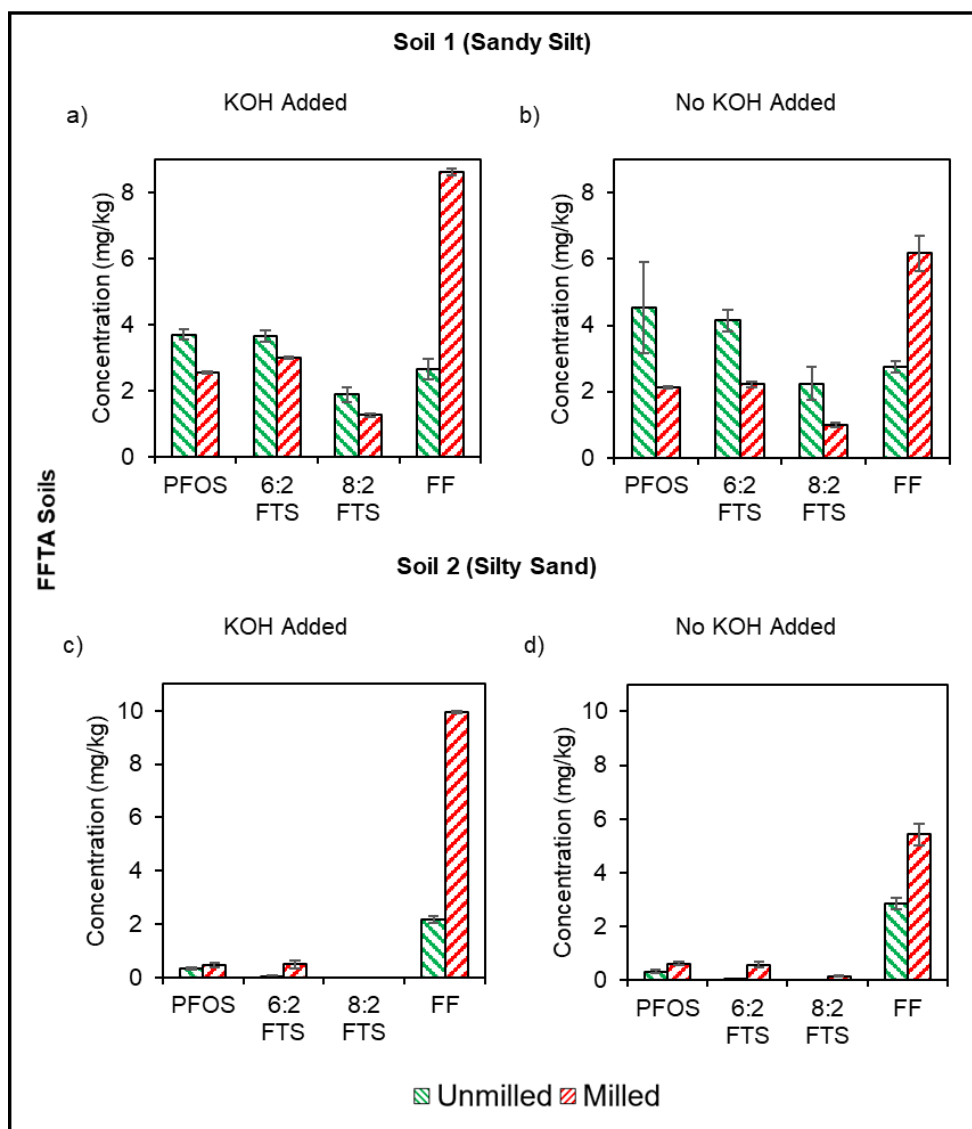 Soil 1 (Sandy Silt)
a)
KOH Added
b)
No KOH Added
Concentration (mg/kg)
8
6
4
2
0
PFOS
6:2
FTS
8:2
FTS
FF
Concentration (mg/kg)
8
6
4
2
0
PFOS
6:2
FTS
8:2
FTS
FF
FFTA Soils
Soil 2 (Silty Sand)
c)
KOH Added
d)
No KOH Added
Concentration (mg/kg)
10
8
6
4
2
0
PFOS
6:2
FTS
8:2
FTS
FF
Concentration (mg/kg)
10
8
6
4
2
0
PFOS
6:2
FTS
8:2
FTS
FF
Unmilled Milled